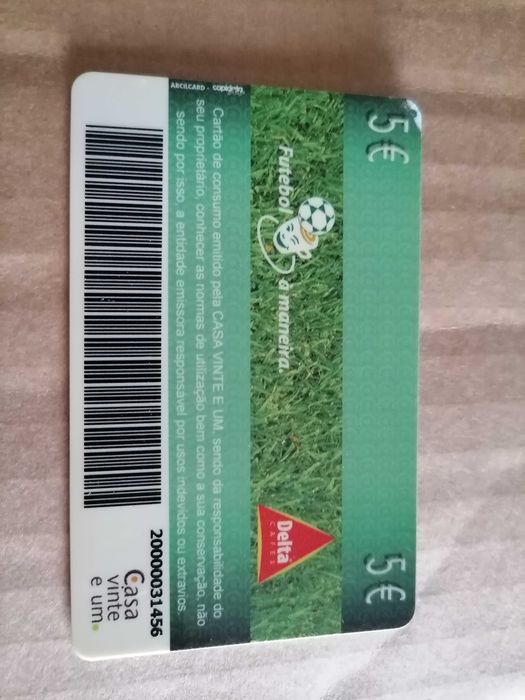 5€
5€
Futebol à maneira.
Delta
CAFÉS
ARCILCARD - copidata
Cartão de consumo emitido pela CASA VINTE E UM, sendo da responsabilidade do
seu proprietário, conhecer as normas de utilização bem como a sua conservação, não
sendo por isso, a entidade emissora responsável por usos indevidos ou extravios.
20000031456
Casa
vinte
e um.